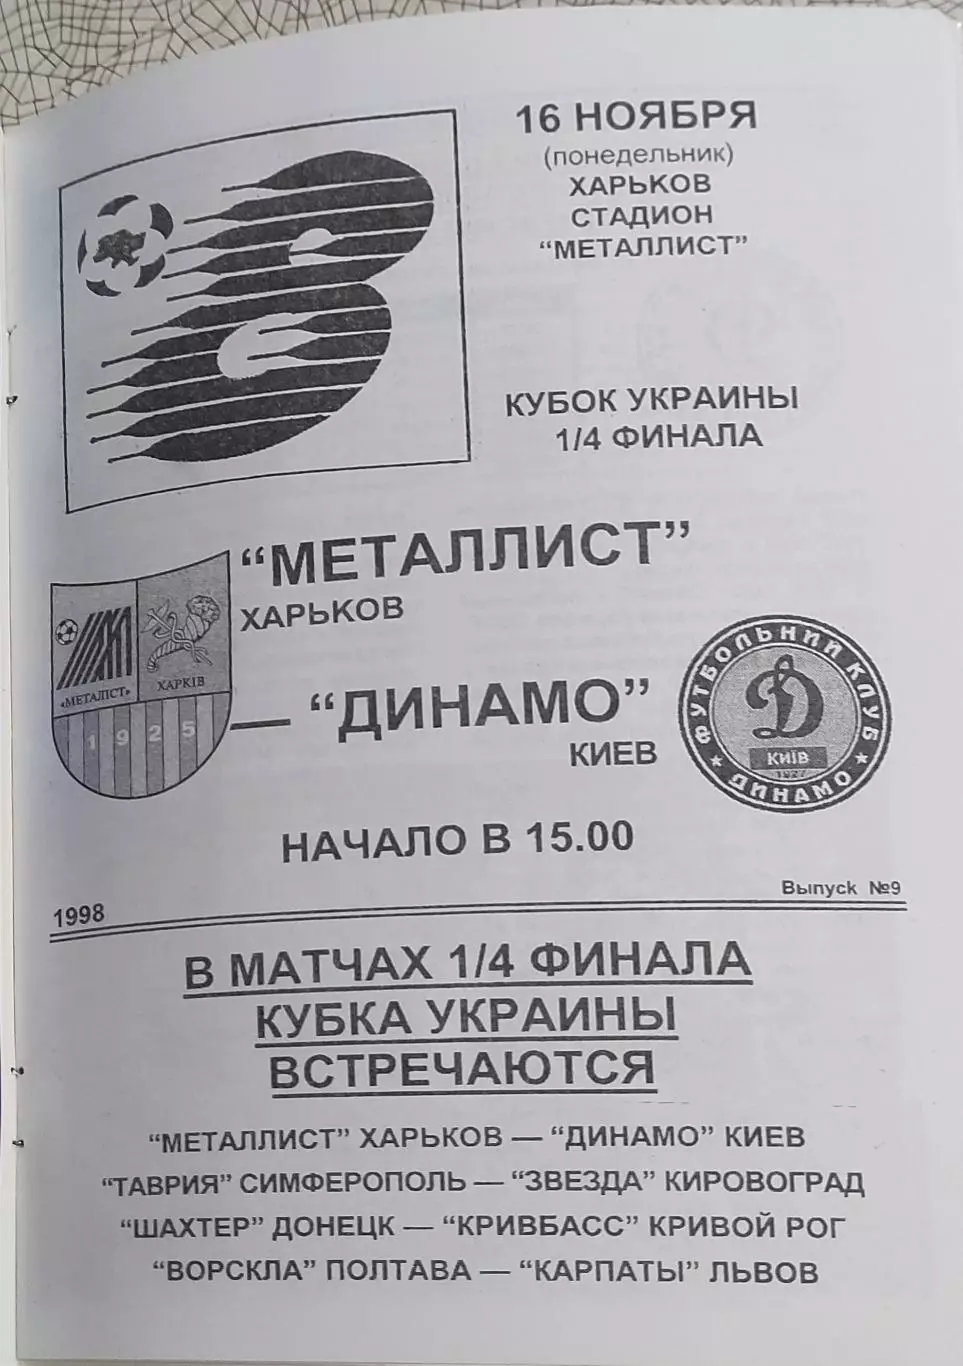 16 НОЯБРЯ
(понедельник)
ХАРЬКОВ
СТАДИОН
“МЕТАЛЛИСТ”
КУБОК УКРАИНЫ
1/4 ФИНАЛА
“МЕТАЛЛИСТ”
ХАРЬКОВ
«МЕТАЛІСТ»
ХАРКІВ
1925
— “ДИНАМО”
КИЕВ
ФУТБОЛЬНИЙ КЛУБ
Д
КИЇВ
1927
★ ДИНАМО ★
НАЧАЛО В 15.00
Выпуск №9
1998
В МАТЧАХ 1/4 ФИНАЛА
КУБКА УКРАИНЫ
ВСТРЕЧАЮТСЯ
“МЕТАЛЛИСТ” ХАРЬКОВ — “ДИНАМО” КИЕВ
“ТАВРИЯ” СИМФЕРОПОЛЬ — “ЗВЕЗДА” КИРОВОГРАД
“ШАХТЕР” ДОНЕЦК — “КРИВБАСС” КРИВОЙ РОГ
“ВОРСКЛА” ПОЛТАВА — “КАРПАТЫ” ЛЬВОВ